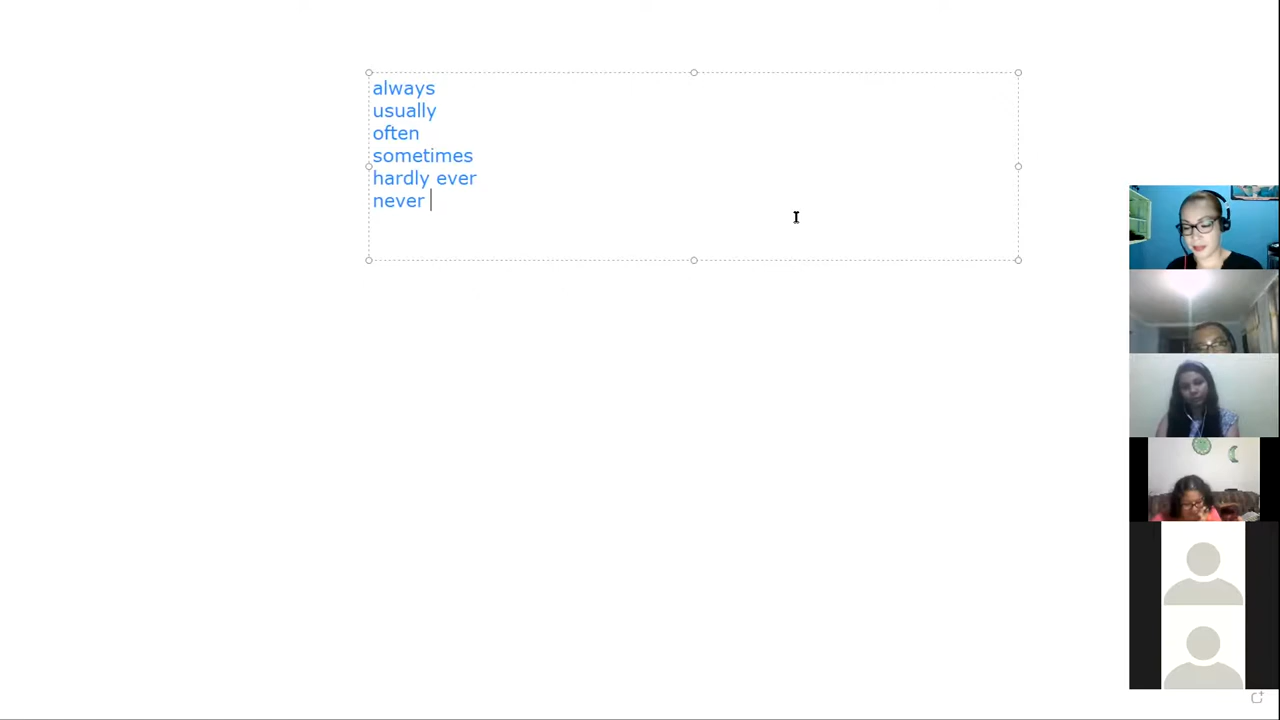 always
usually
often
sometimes
hardly ever
never